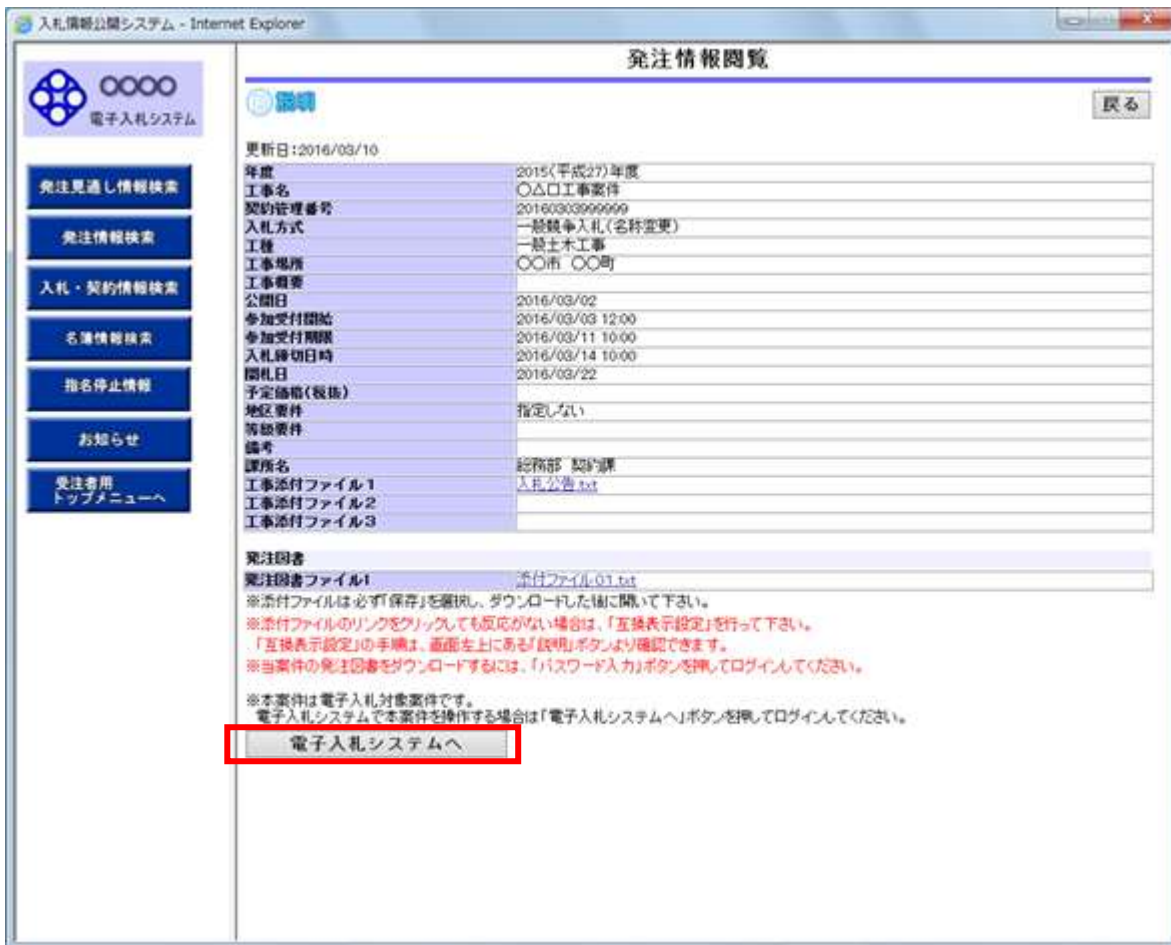 入札情報公開システム - Internet Explorer
○○○○
電子入札システム
発注見通し情報検索
発注情報検索
入札・契約情報検索
名簿情報検索
指名停止情報
お知らせ
受注者用
トップメニューへ
発注情報閲覧
説明
戻る
更新日:2016/03/10
年度 2015(平成27)年度
工事名 ○△口工事案件
契約管理番号 20160303999999
入札方式 一般競争入札(名称変更)
工種 一般土木工事
工事場所 ○○市 ○○町
工事概要
公開日 2016/03/02
参加受付開始 2016/03/03 12:00
参加受付期限 2016/03/11 10:00
入札締切日時 2016/03/14 10:00
開札日 2016/03/22
予定価格(税抜)
地区要件 指定しない
等級要件
備考
課所名 総務部 契約課
工事添付ファイル1 入札公告.txt
工事添付ファイル2
工事添付ファイル3
発注図書
発注図書ファイル1 添付ファイル01.txt
※添付ファイルは必ず「保存」を選択し、ダウンロードした後に開いて下さい。
※添付ファイルのリンクをクリックしても反応がない場合は、「互換表示設定」を行って下さい。
「互換表示設定」の手順は、画面左上にある「説明」ボタンより確認できます。
※当案件の発注図書をダウンロードするには、「パスワード入力」ボタンを押してログインしてください。
※本案件は電子入札対象案件です。
電子入札システムで本案件を操作する場合は「電子入札システムへ」ボタンを押してログインしてください。
電子入札システムへ